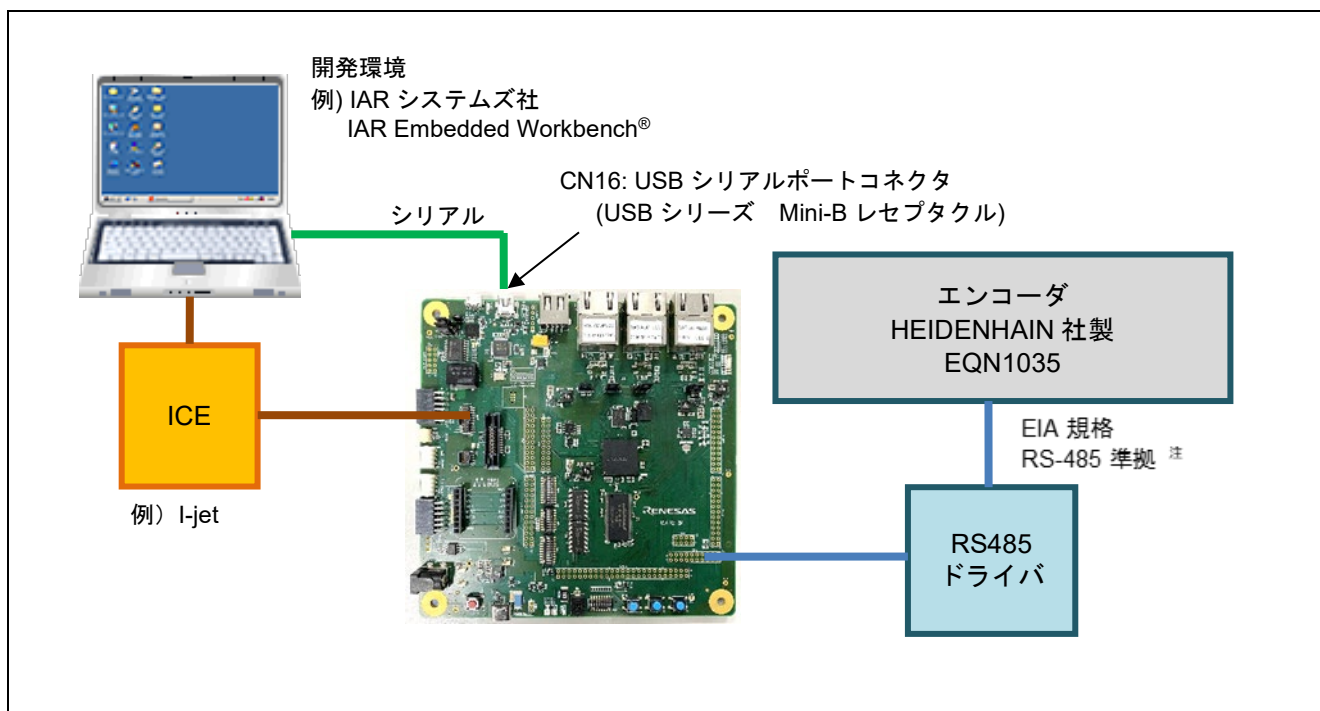 開発環境
例) IAR システムズ社
IAR Embedded Workbench®
CN16: USB シリアルポートコネクタ
(USB シリーズ　Mini-B レセプタクル)
シリアル
エンコーダ
HEIDENHAIN 社製
EQN1035
ICE
EIA 規格
RS-485 準拠 注
例）I-jet
RENESAS
RS485
ドライバ